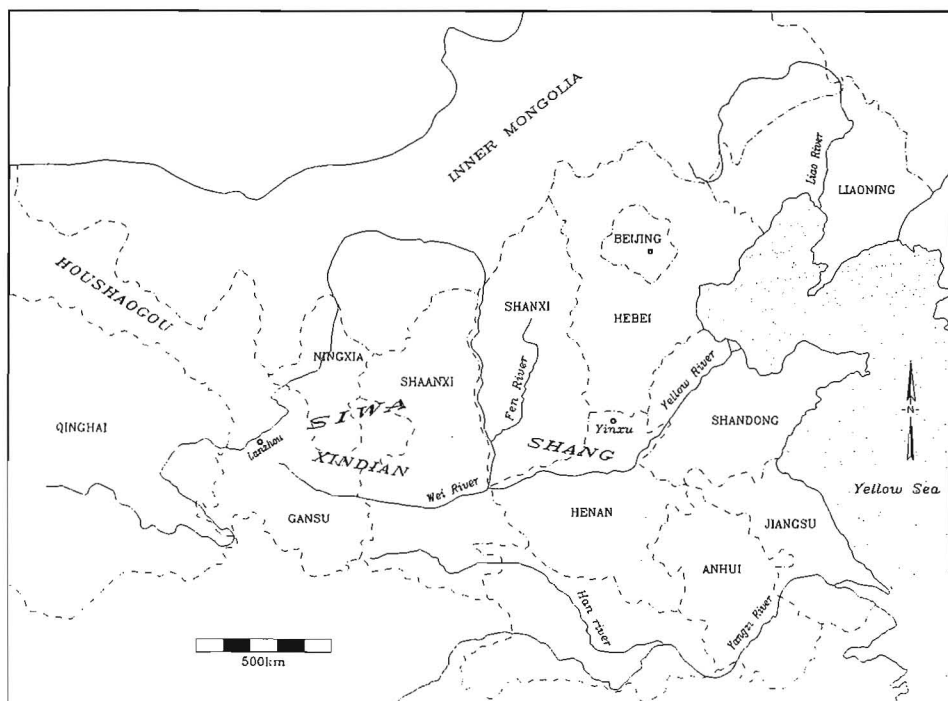 INNER MONGOLIA
Liao River
LIAONING
BEIJING
HOUSHAOGOU
SHANXI
HEBEI
NINGXIA
SHAANXI
Fen River
Yellow River
SIWA
QINGHAI
Lanzhou
Yinxu
SHANDONG
SHANG
XINDIAN
-N-
Wei River
Yellow Sea
GANSU
HENAN
JIANGSU
ANHUI
Han river
Yangzi River
500km